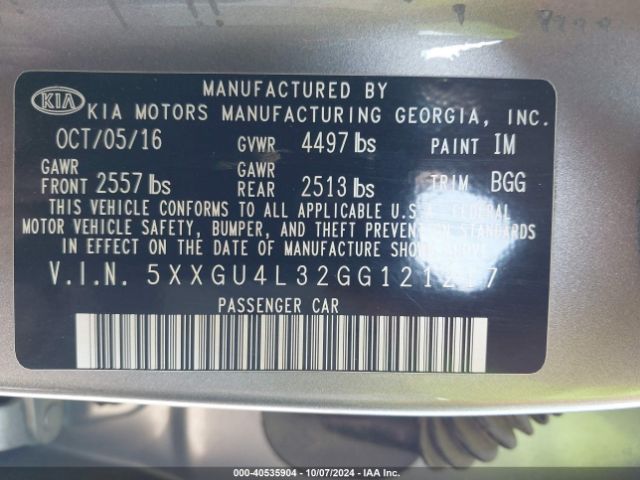 MANUFACTURED BY
KIA KIA MOTORS MANUFACTURING GEORGIA, INC.
OCT/05/16 GVWR 4497 lbs PAINT IM
GAWR FRONT 2557 lbs GAWR REAR 2513 lbs TRIM BGG
THIS VEHICLE CONFORMS TO ALL APPLICABLE U.S.A. FEDERAL
MOTOR VEHICLE SAFETY, BUMPER, AND THEFT PREVENTION STANDARDS
IN EFFECT ON THE DATE OF MANUFACTURE SHOWN ABOVE.
V.I.N. 5XXGU4L32GG121217
PASSENGER CAR
000-40535904 - 10/07/2024 - IAA Inc.